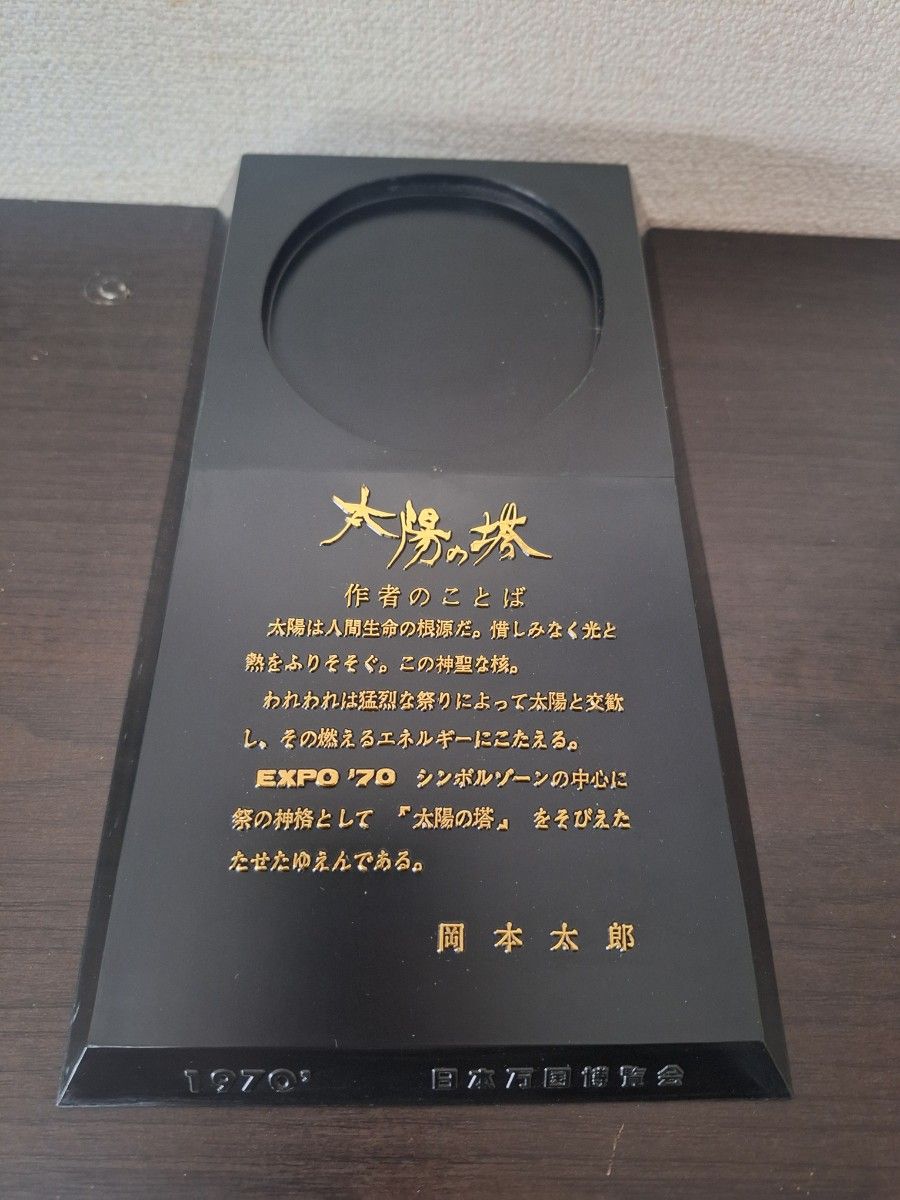 太陽の塔
作者のことば
太陽は人間生命の根源だ。惜しみなく光と
熱をふりそそぐ。この神聖な核。
われわれは猛烈な祭りによって太陽と交歓
し、その燃えるエネルギーにこたえる。
EXPO '70 シンボルゾーンの中心に
祭の神格として 『太陽の塔』 をそびえた
たせたゆえんである。
岡本太郎
1970' 日本万国博覧会